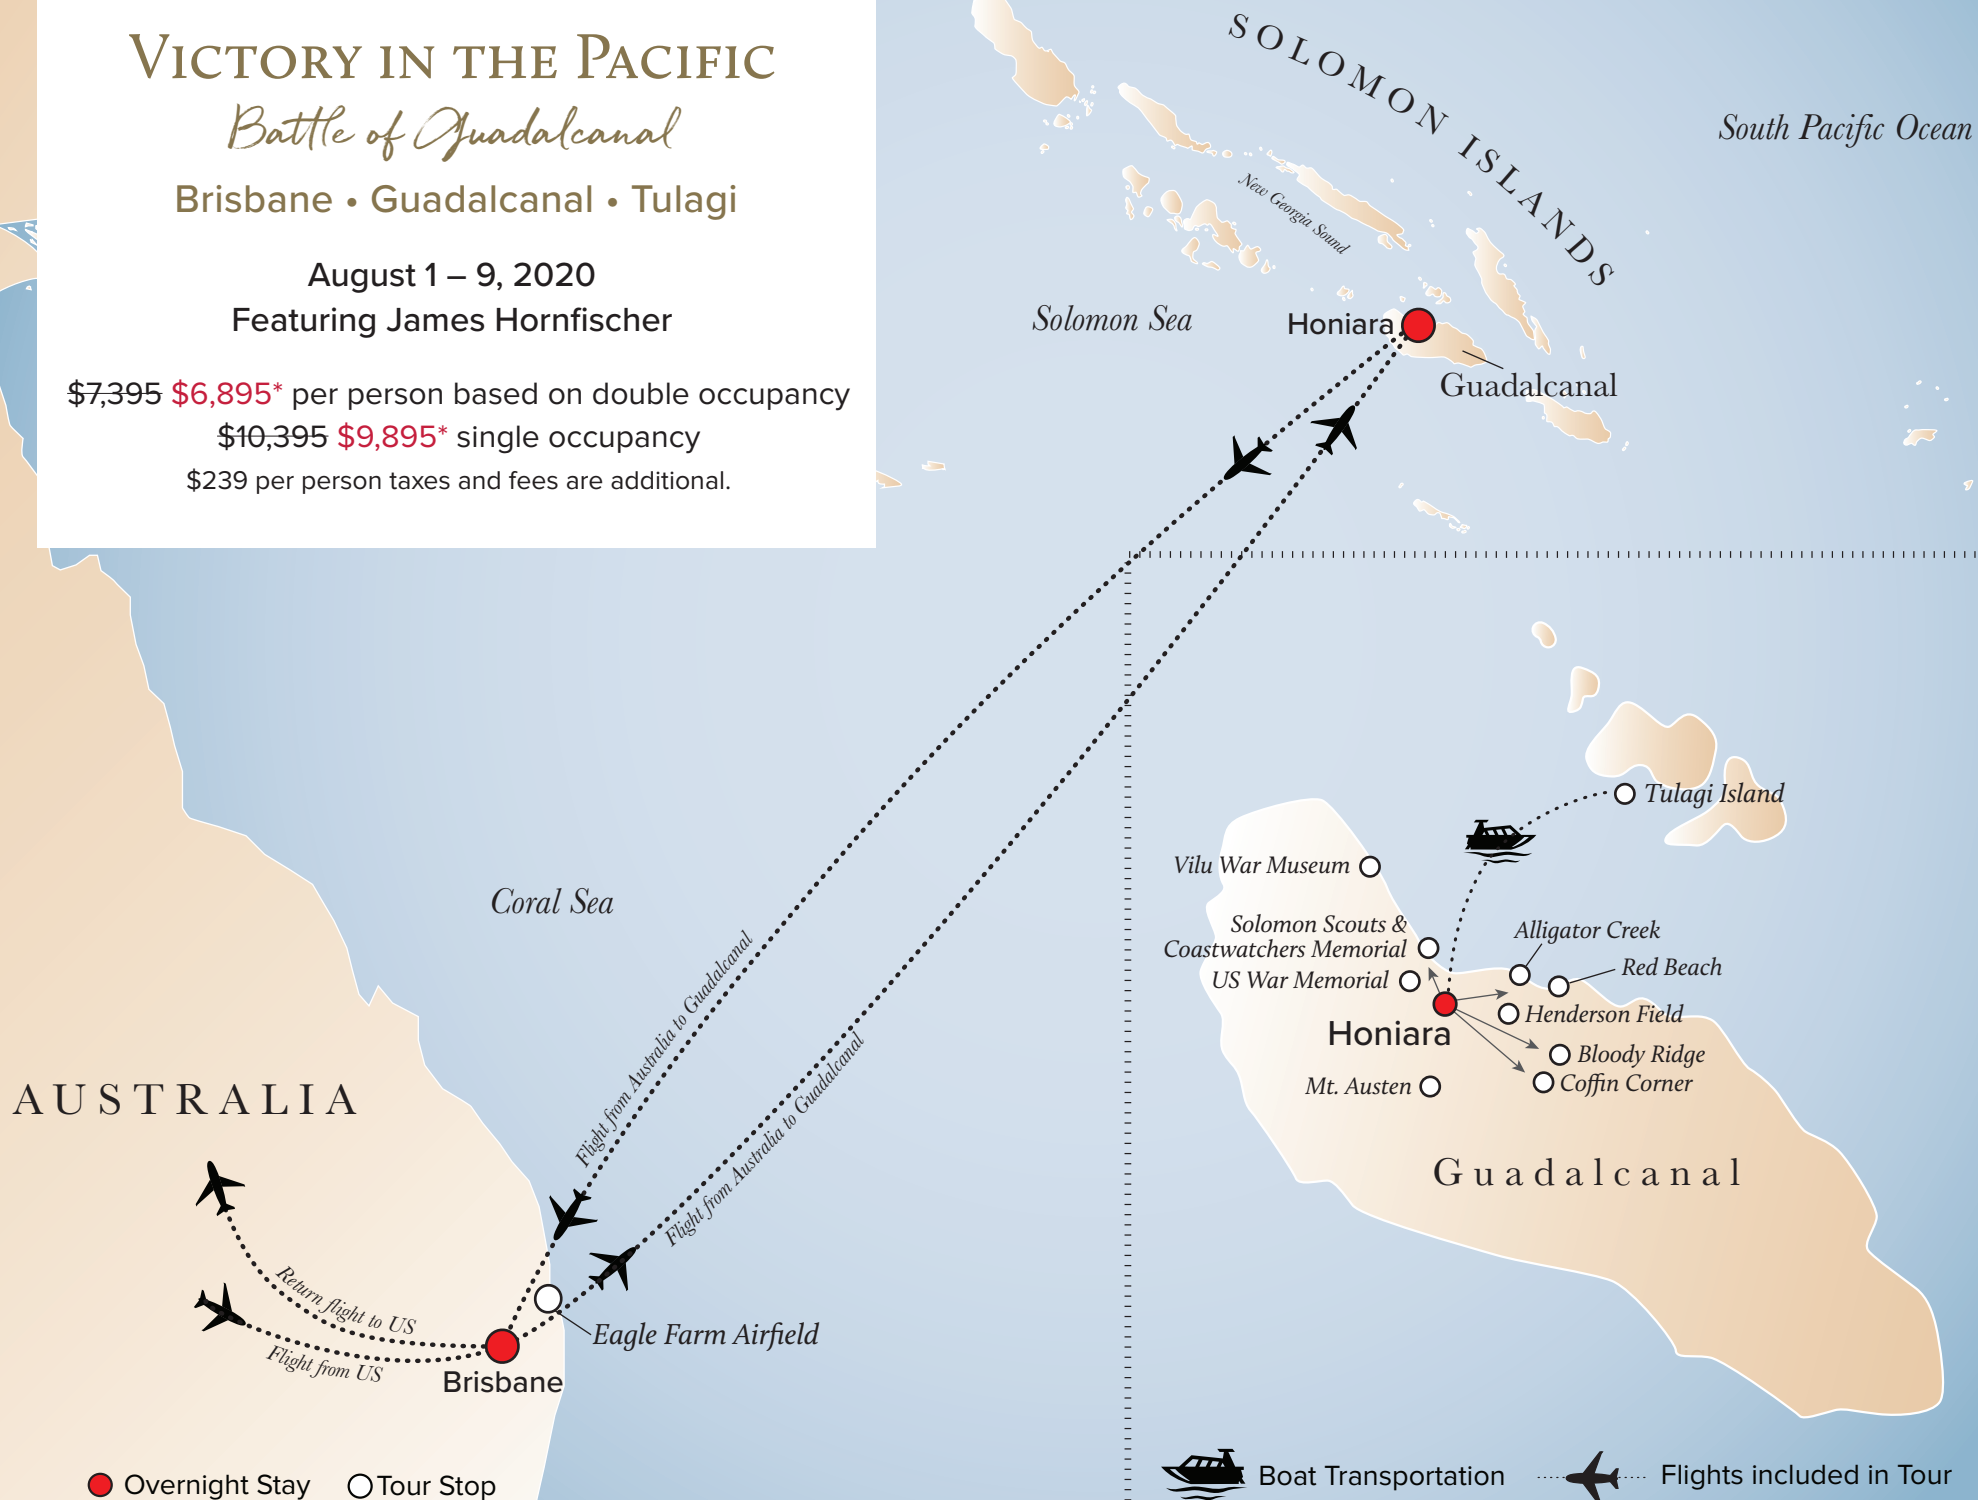 VICTORY IN THE PACIFIC
Battle of Guadalcanal
Brisbane • Guadalcanal • Tulagi
August 1 – 9, 2020
Featuring James Hornfischer
$7,395 $6,895* per person based on double occupancy
$10,395 $9,895* single occupancy
$239 per person taxes and fees are additional.
SOLOMON ISLANDS
South Pacific Ocean
New Georgia Sound
Solomon Sea
Honiara
Guadalcanal
Coral Sea
Flight from Australia to Guadalcanal
Flight from Australia to Guadalcanal
AUSTRALIA
Return flight to US
Flight from US
Eagle Farm Airfield
Brisbane
Tulagi Island
Vilu War Museum
Solomon Scouts &
Coastwatchers Memorial
US War Memorial
Alligator Creek
Red Beach
Henderson Field
Honiara
Bloody Ridge
Coffin Corner
Mt. Austen
Guadalcanal
Overnight Stay
Tour Stop
Boat Transportation
Flights included in Tour